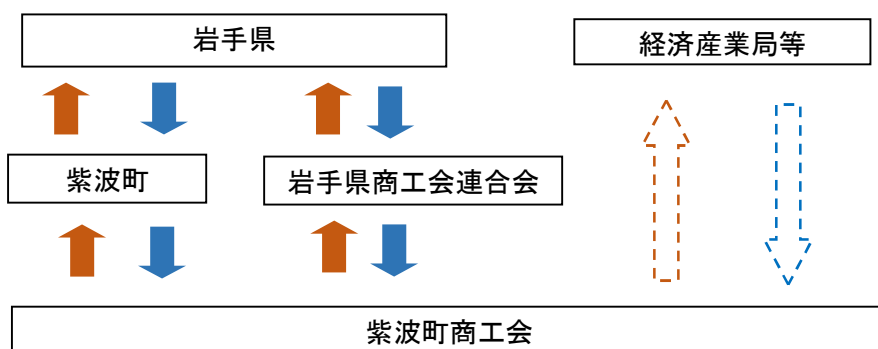 岩手県
経済産業局等
紫波町
岩手県商工会連合会
紫波町商工会